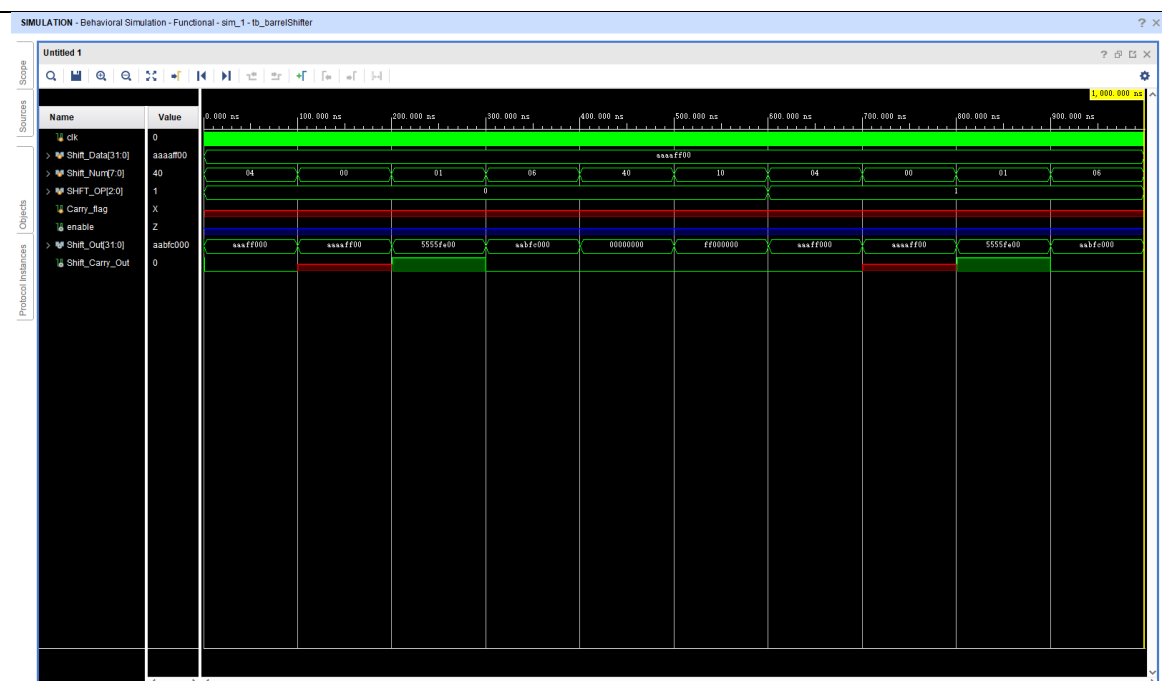 SIMULATION - Behavioral Simulation - Functional - sim_1 - tb_barrelShifter ? ×
Untitled 1
Scope
Sources
Objects
Protocol Instances
1,000.000 ns
Name Value 0.000 ns 100.000 ns 200.000 ns 300.000 ns 400.000 ns 500.000 ns 600.000 ns 700.000 ns 800.000 ns 900.000 ns
clk 0
Shift_Data[31:0] aaaaff00 aaaaff00
Shift_Num[7:0] 40 04 00 01 06 40 10 04 00 01 06
SHFT_OP[2:0] 1 0 1
Carry_flag X
enable Z
Shift_Out[31:0] aabfc000 aaaff000 aaaaff00 5555fe00 aabfc000 00000000 ff000000 aaaff000 aaaaff00 5555fe00 aabfc000
Shift_Carry_Out 0